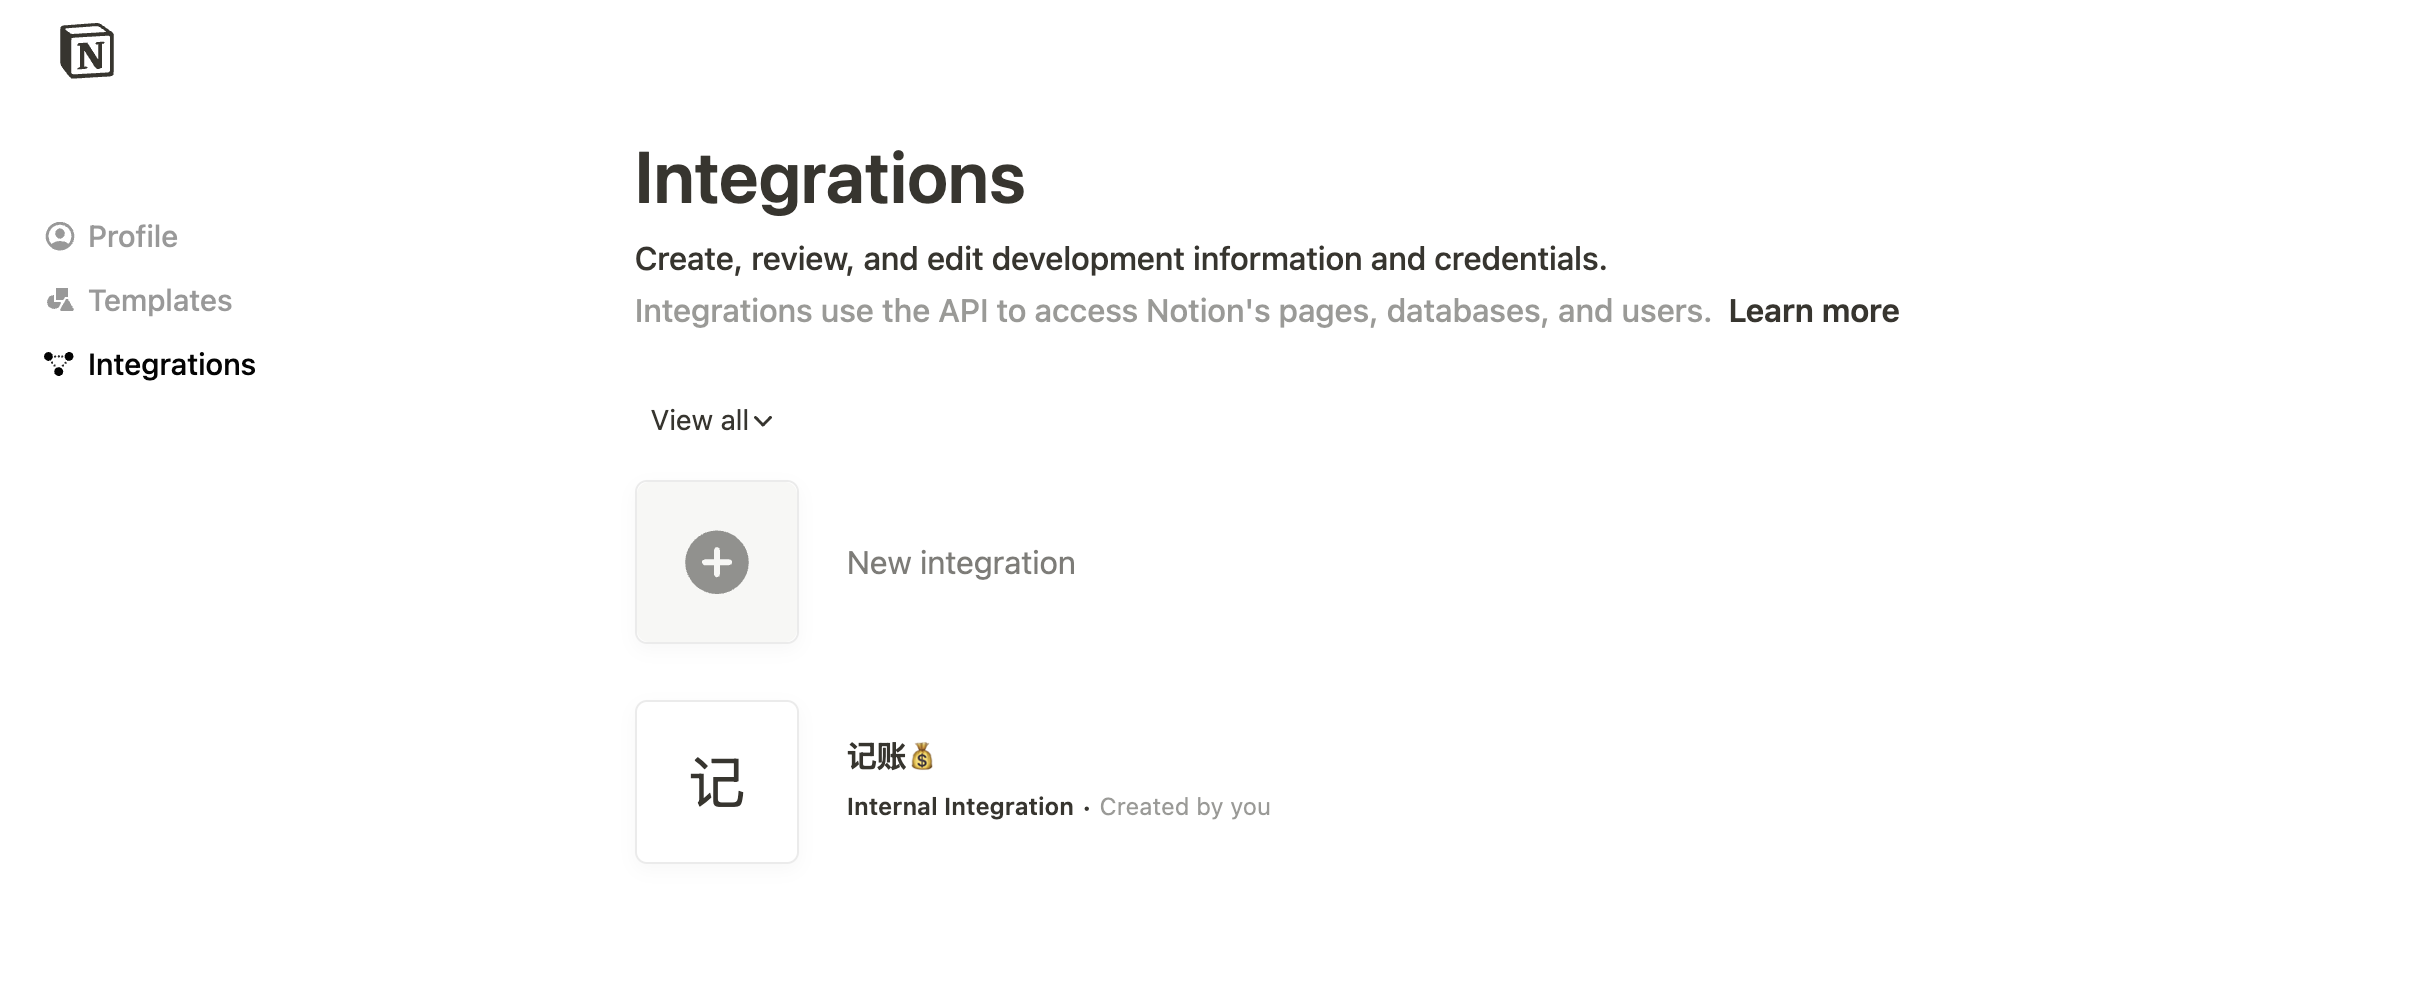 N
Profile
Templates
Integrations
Integrations
Create, review, and edit development information and credentials.
Integrations use the API to access Notion's pages, databases, and users. Learn more
View all
New integration
记
记账💰
Internal Integration • Created by you